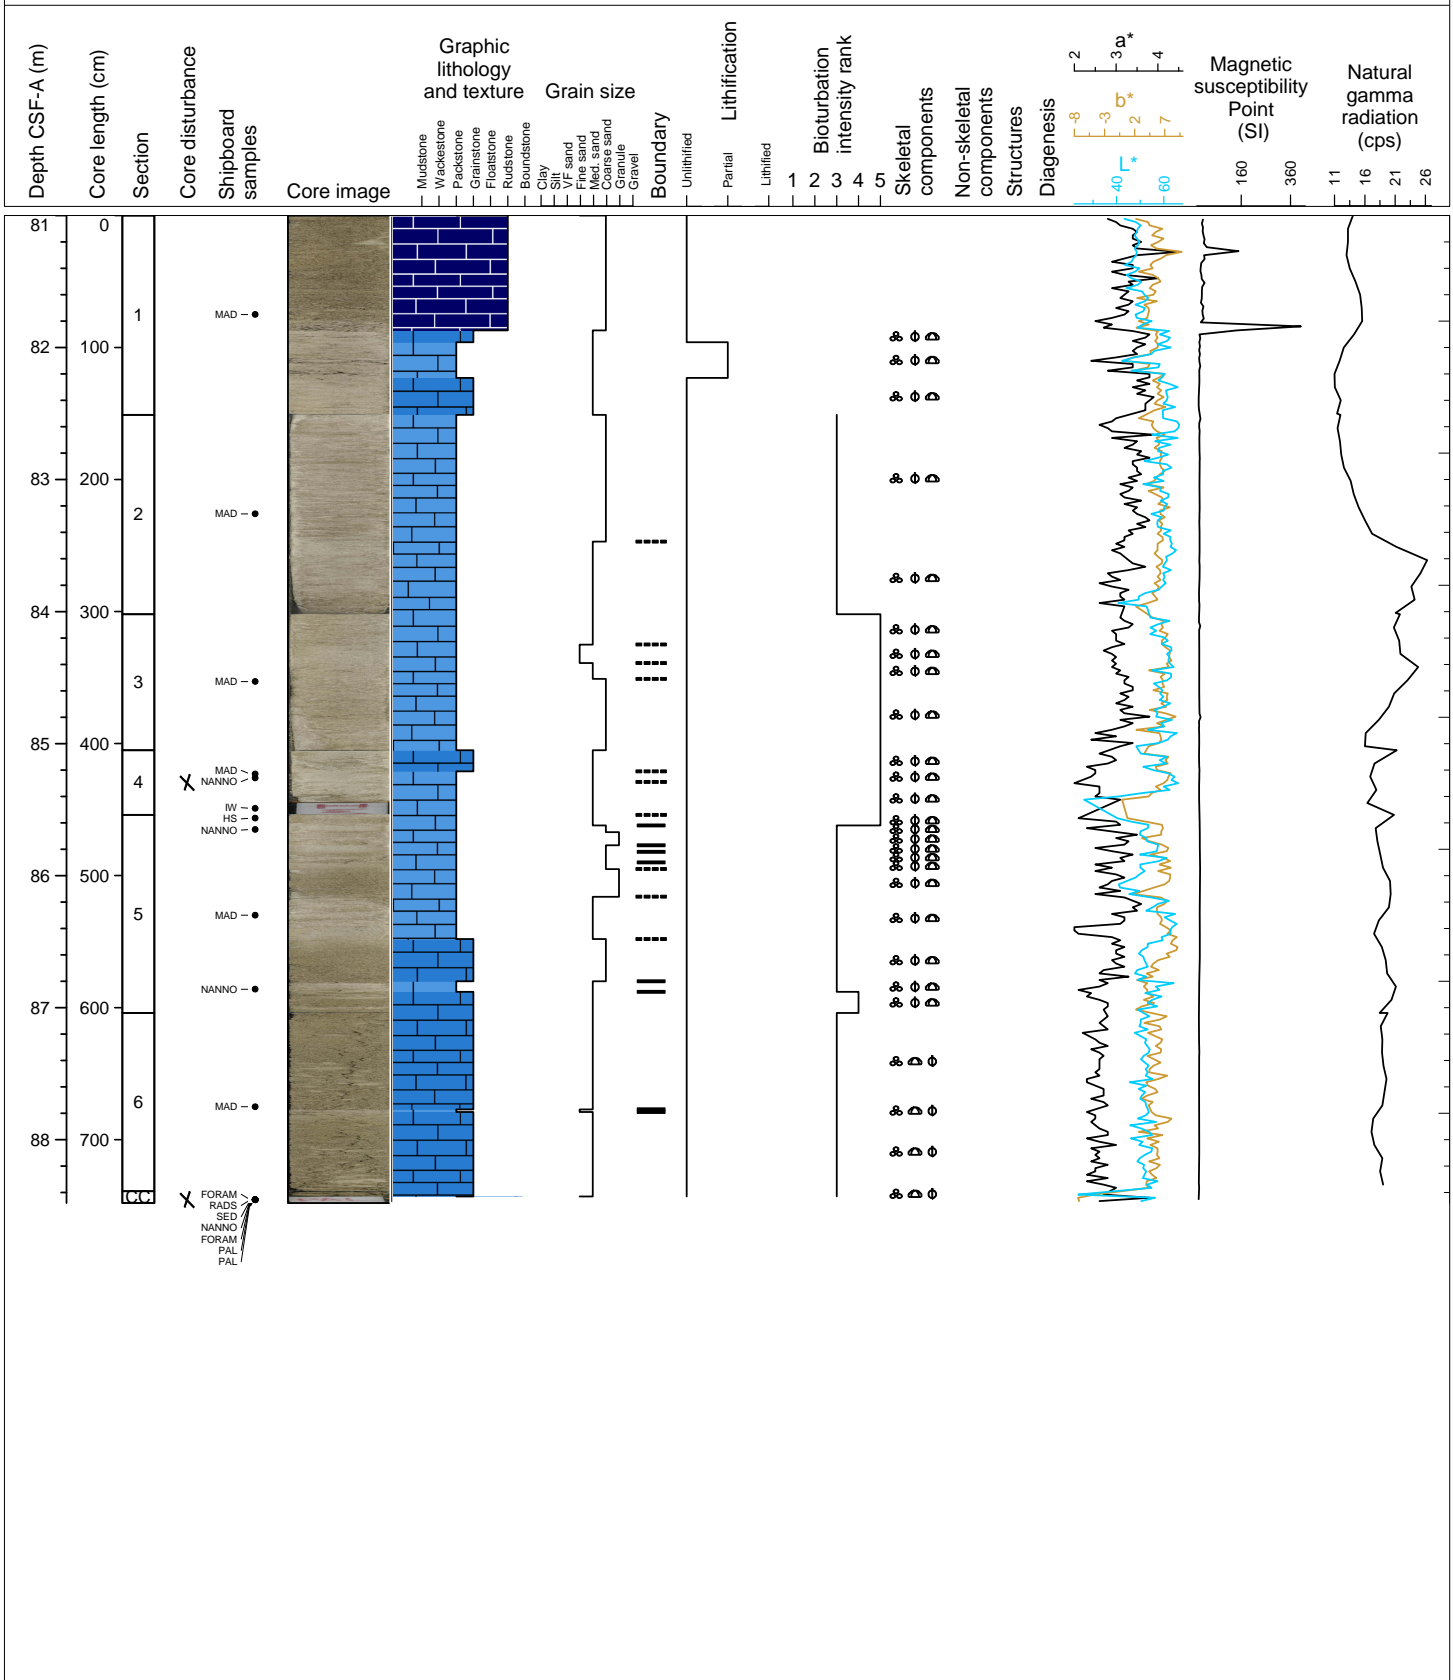 Depth CSF-A (m)
Core length (cm)
Section
Core disturbance
Shipboard
samples
Core image
Graphic
lithology
and texture
Mudstone
Wackestone
Packstone
Grainstone
Floatstone
Rudstone
Boundstone
Grain size
Clay
Silt
VF sand
Fine sand
Med. sand
Coarse sand
Granule
Gravel
Boundary
Lithification
Unlithified
Partial
Lithified
Bioturbation
intensity rank
1 2 3 4 5
Skeletal
components
Non-skeletal
components
Structures
Diagenesis
a*
2 3 4
b*
-8 -3 2 7
L*
40 60
Magnetic
susceptibility
Point
(SI)
160 360
Natural
gamma
radiation
(cps)
11 16 21 26
81 0
1 MAD
82 100
83 200
2 MAD
84 300
3 MAD
85 400
MAD
4 NANNO
IW
HS
NANNO
86 500
5 MAD
NANNO
87 600
6 MAD
88 700
CC FORAM
RADS
SED
NANNO
FORAM
PAL
PAL